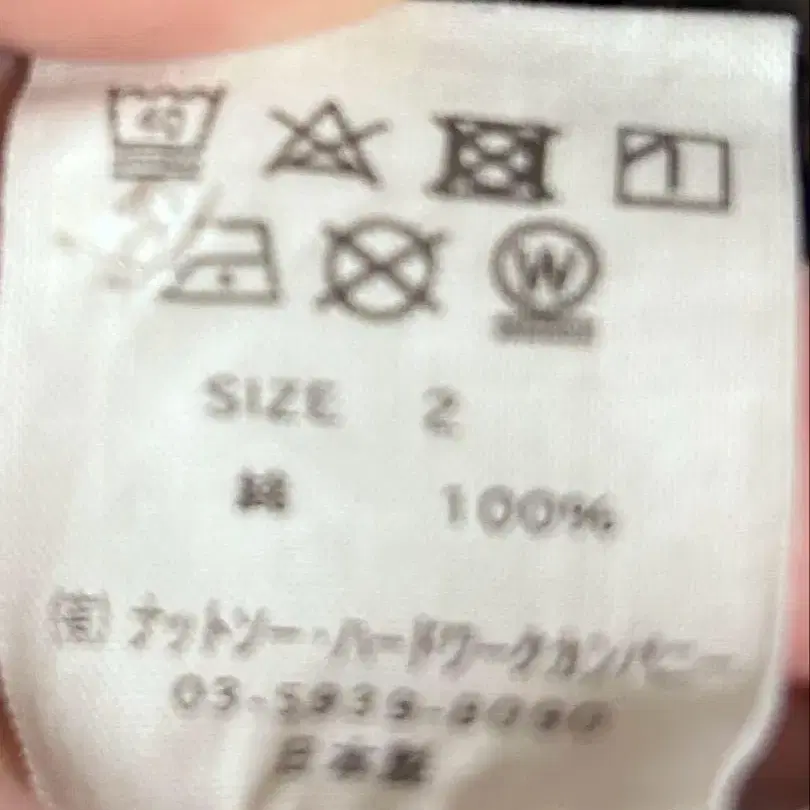 40
W
SIZE 2
綿 100%
(有)ナットソー・ハードワークカンパニー
日本製